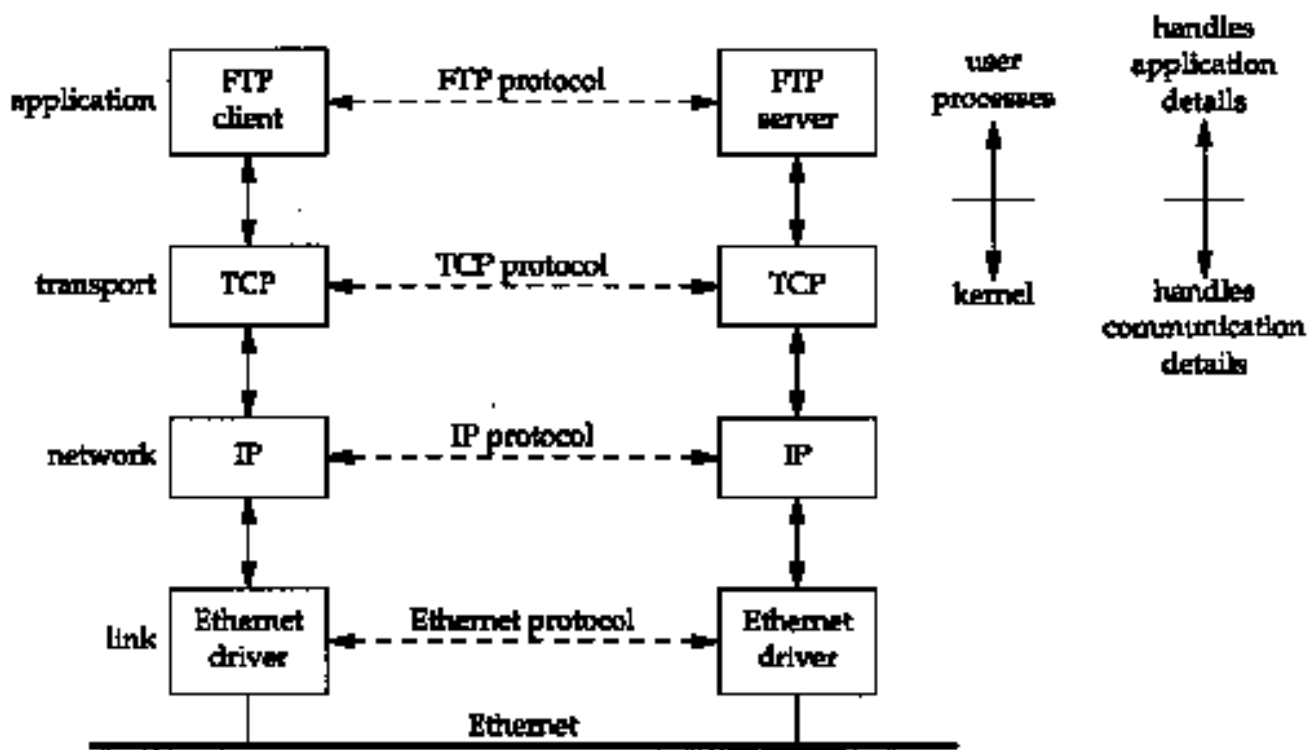 application
FTP
client
FTP protocol
FTP
server
user
processes
handles
application
details
transport
TCP
TCP protocol
TCP
kernel
handles
communication
details
network
IP
IP protocol
IP
link
Ethernet
driver
Ethernet protocol
Ethernet
driver
Ethernet